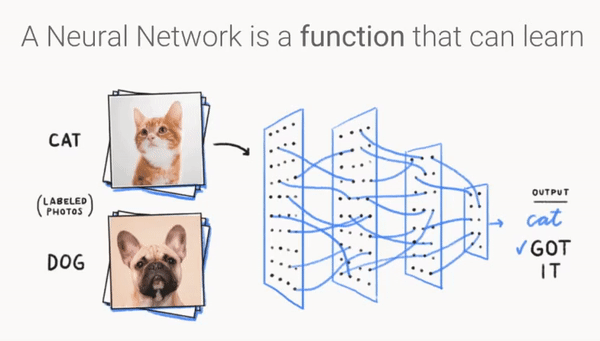 A Neural Network is a function that can learn
CAT
(LABELED
PHOTOS)
DOG
OUTPUT
cat
✓GOT
IT